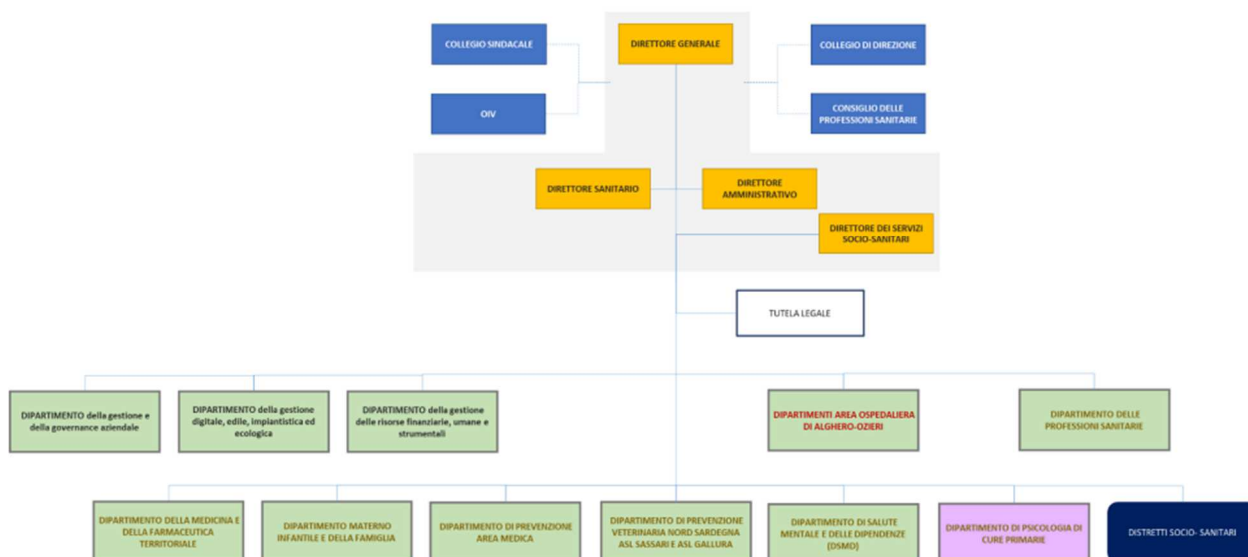 COLLEGIO SINDACALE
DIRETTORE GENERALE
COLLEGIO DI DIREZIONE
OIV
CONSIGLIO DELLE
PROFESSIONI SANITARIE
DIRETTORE SANITARIO
DIRETTORE
AMMINISTRATIVO
DIRETTORE DEI SERVIZI
SOCIO-SANITARI
TUTELA LEGALE
DIPARTIMENTO della gestione e
della governance aziendale
DIPARTIMENTO della gestione
digitale, edile, impiantistica ed
ecologica
DIPARTIMENTO della gestione
delle risorse finanziarie, umane e
strumentali
DIPARTIMENTI AREA OSPEDALIERA
DI ALGHERO-OZIERI
DIPARTIMENTO DELLE
PROFESSIONI SANITARIE
DIPARTIMENTO DELLA MEDICINA E
DELLA FARMACEUTICA
TERRITORIALE
DIPARTIMENTO MATERNO
INFANTILE E DELLA FAMIGLIA
DIPARTIMENTO DI PREVENZIONE
AREA MEDICA
DIPARTIMENTO DI PREVENZIONE
VETERINARIA NORD SARDEGNA
ASL SASSARI E ASL GALLURA
DIPARTIMENTO DI SALUTE
MENTALE E DELLE DIPENDENZE
(DSMD)
DIPARTIMENTO DI PSICOLOGIA DI
CURE PRIMARIE
DISTRETTI SOCIO- SANITARI